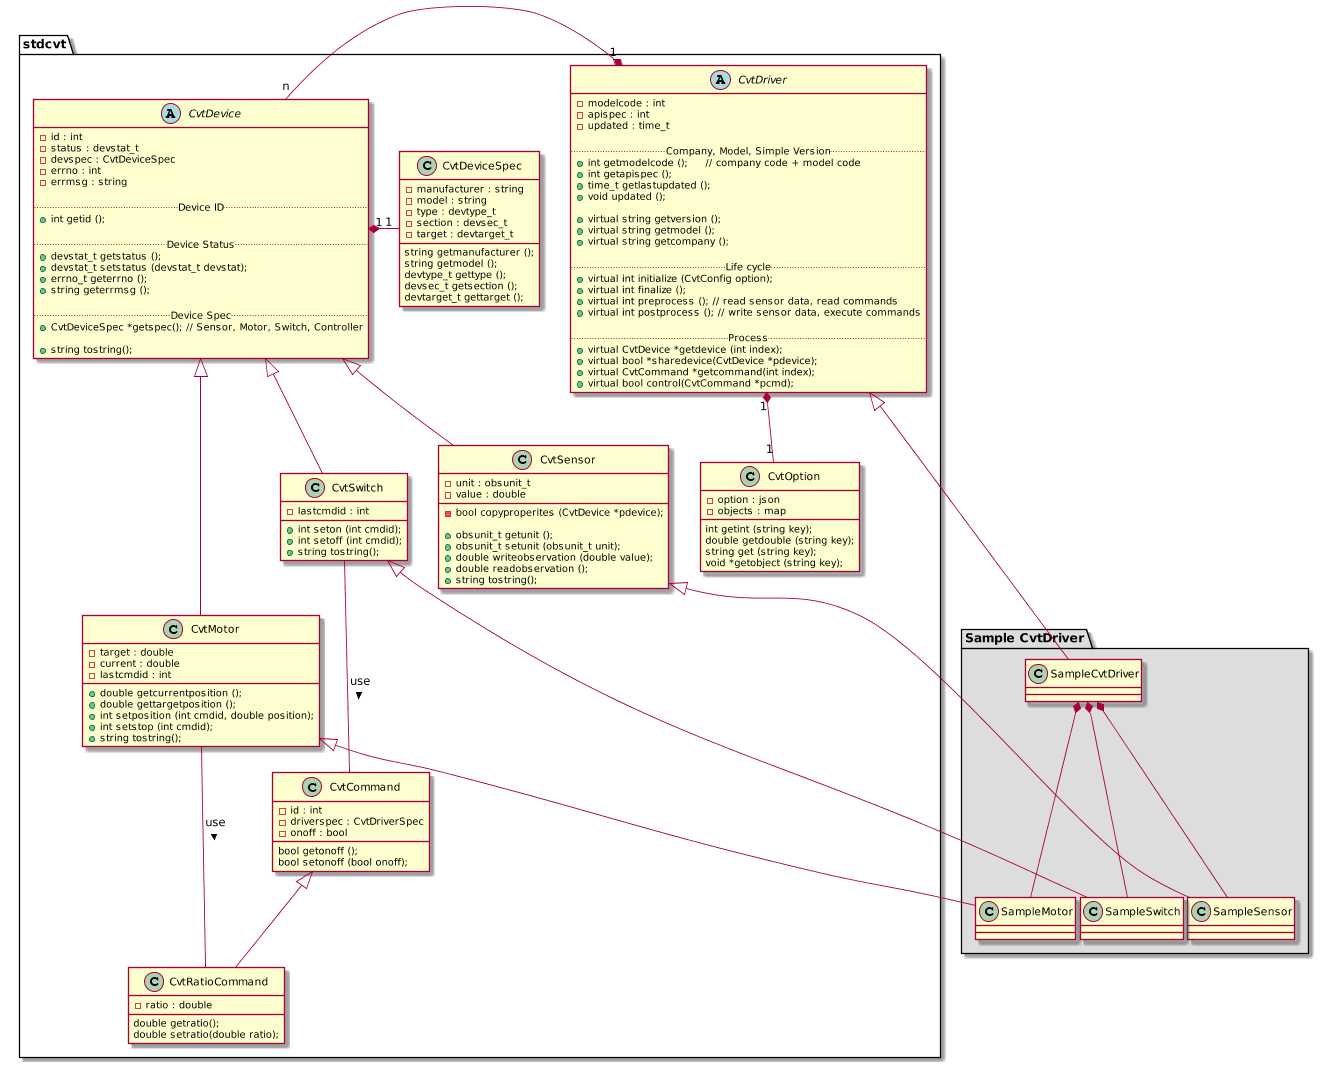 stdcvt
1
n
A CvtDevice
id : int
status : devstat_t
devspec : CvtDeviceSpec
errno : int
errmsg : string
Device ID
int getid ();
Device Status
devstat_t getstatus ();
devstat_t setstatus (devstat_t devstat);
errno_t geterrno ();
string geterrmsg ();
Device Spec
CvtDeviceSpec *getspec(); // Sensor, Motor, Switch, Controller
string tostring();
1 1
C CvtDeviceSpec
manufacturer : string
model : string
type : devtype_t
section : devsec_t
target : devtarget_t
string getmanufacturer ();
string getmodel ();
devtype_t gettype ();
devsec_t getsection ();
devtarget_t gettarget ();
A CvtDriver
modelcode : int
apispec : int
updated : time_t
Company, Model, Simple Version
int getmodelcode (); // company code + model code
int getapispec ();
time_t getlastupdated ();
void updated ();
virtual string getversion ();
virtual string getmodel ();
virtual string getcompany ();
Life cycle
virtual int initialize (CvtConfig option);
virtual int finalize ();
virtual int preprocess (); // read sensor data, read commands
virtual int postprocess (); // write sensor data, execute commands
Process
virtual CvtDevice *getdevice (int index);
virtual bool *sharedevice(CvtDevice *pdevice);
virtual CvtCommand *getcommand(int index);
virtual bool control(CvtCommand *pcmd);
1
1
C CvtSwitch
lastcmdid : int
int seton (int cmdid);
int setoff (int cmdid);
string tostring();
C CvtSensor
unit : obsunit_t
value : double
bool copyproperites (CvtDevice *pdevice);
obsunit_t getunit ();
obsunit_t setunit (obsunit_t unit);
double writeobservation (double value);
double readobservation ();
string tostring();
C CvtOption
option : json
objects : map
int getint (string key);
double getdouble (string key);
string get (string key);
void *getobject (string key);
C CvtMotor
target : double
current : double
lastcmdid : int
double getcurrentposition ();
double gettargetposition ();
int setposition (int cmdid, double position);
int setstop (int cmdid);
string tostring();
use
Sample CvtDriver
C SampleCvtDriver
C CvtCommand
id : int
driverspec : CvtDriverSpec
onoff : bool
bool getonoff ();
bool setonoff (bool onoff);
use
C SampleMotor
C SampleSwitch
C SampleSensor
C CvtRatioCommand
ratio : double
double getratio();
double setratio(double ratio);